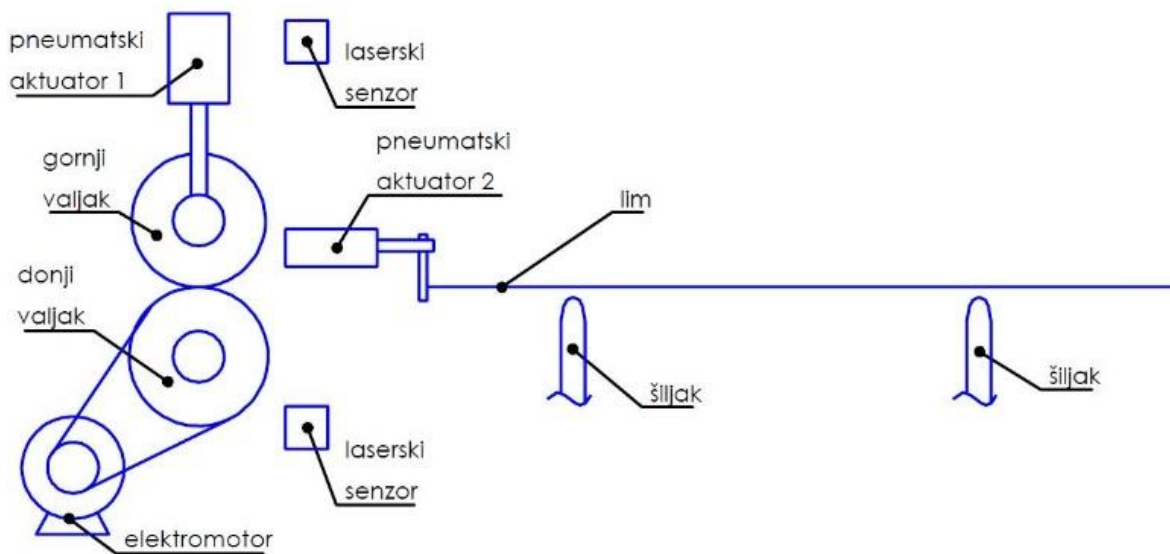 pneumatski
aktuator 1
laserski
senzor
pneumatski
aktuator 2
gornji
valjak
lim
donji
valjak
šiljak
šiljak
laserski
senzor
elektromotor